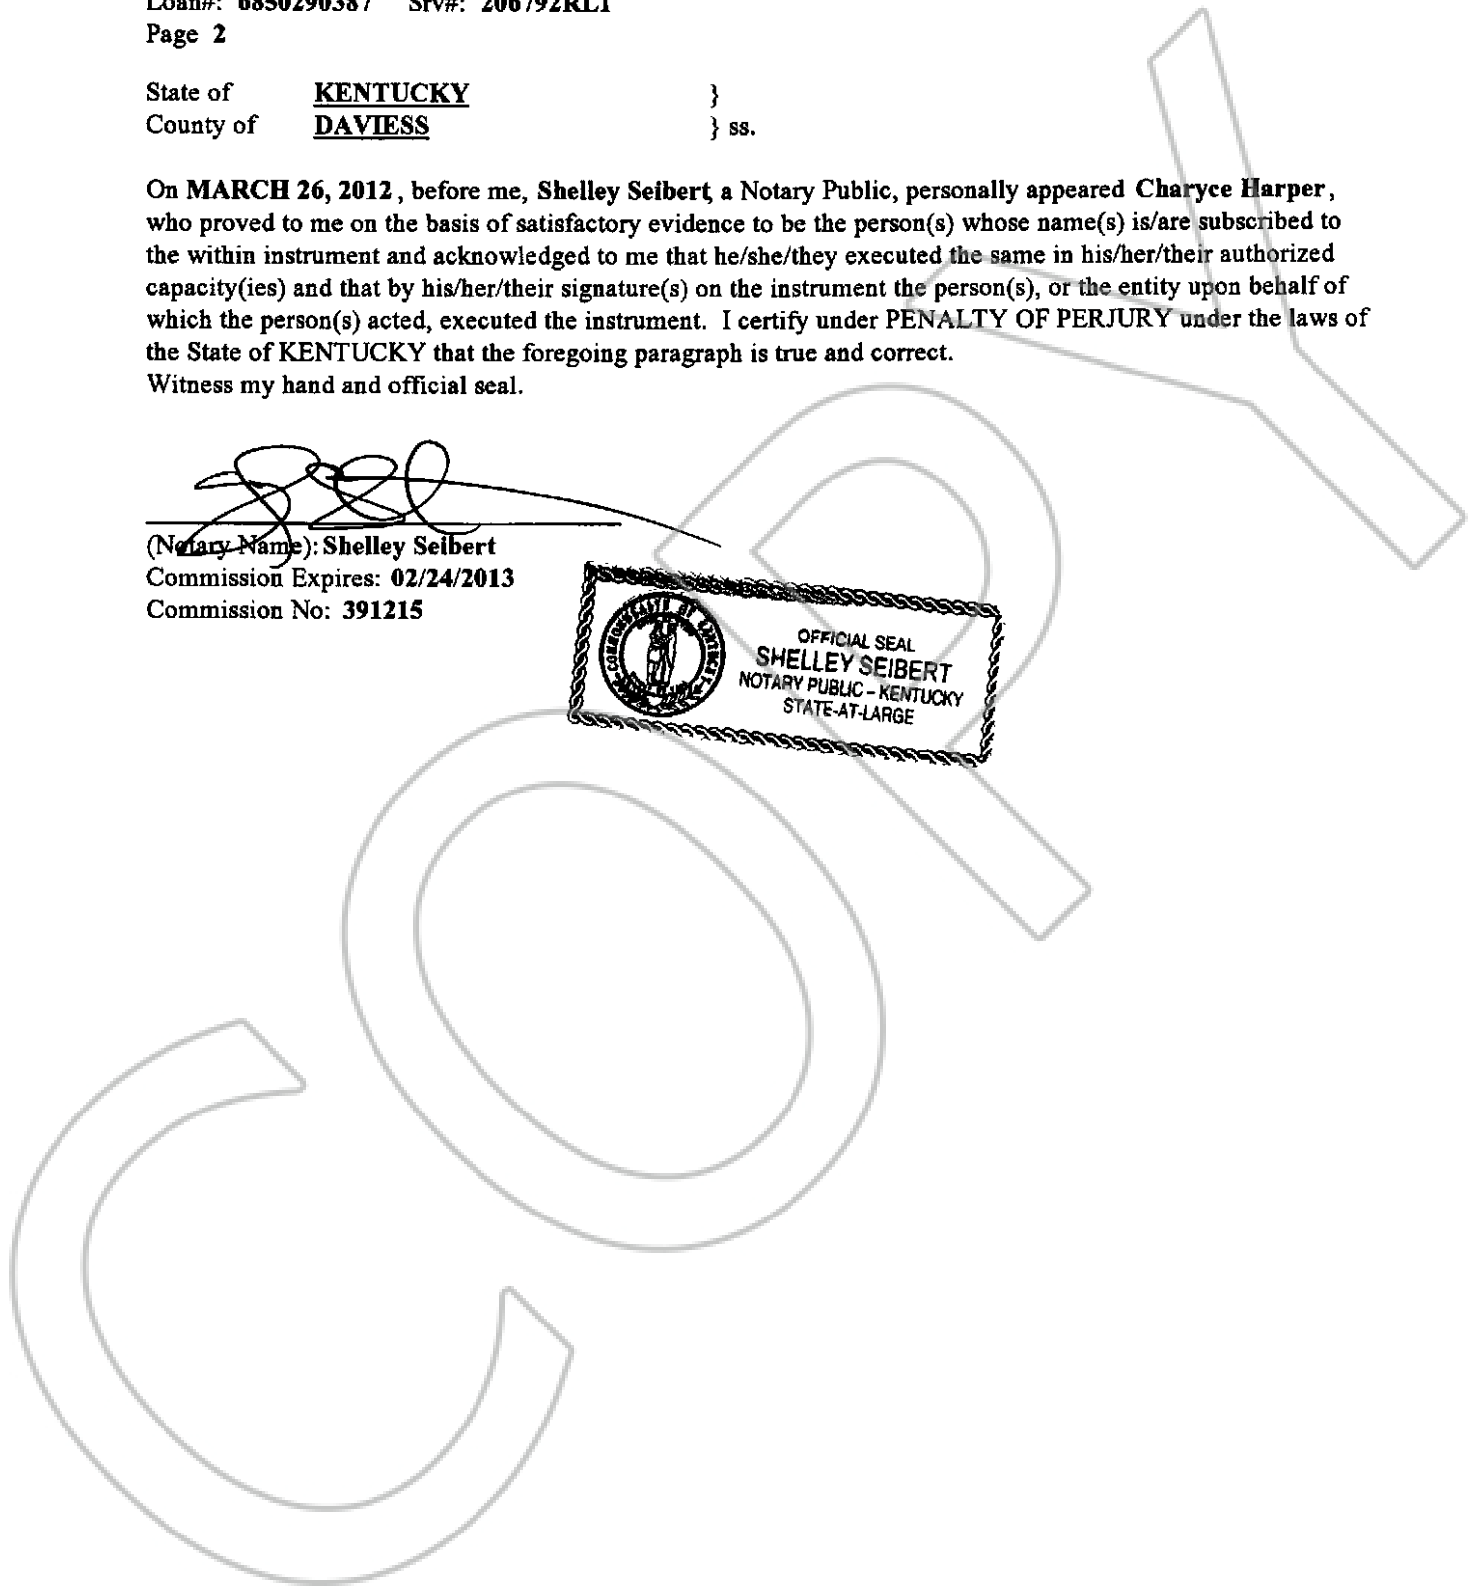 Loan#: 6850290387 Srv#: 206792RL1
Page 2
State of KENTUCKY }
County of DAVIESS } ss.
On MARCH 26, 2012 , before me, Shelley Seibert, a Notary Public, personally appeared Charyce Harper,
who proved to me on the basis of satisfactory evidence to be the person(s) whose name(s) is/are subscribed to
the within instrument and acknowledged to me that he/she/they executed the same in his/her/their authorized
capacity(ies) and that by his/her/their signature(s) on the instrument the person(s), or the entity upon behalf of
which the person(s) acted, executed the instrument. I certify under PENALTY OF PERJURY under the laws of
the State of KENTUCKY that the foregoing paragraph is true and correct.
Witness my hand and official seal.
(Notary Name): Shelley Seibert
Commission Expires: 02/24/2013
Commission No: 391215
COMMONWEALTH OF KENTUCKY
OFFICIAL SEAL
SHELLEY SEIBERT
NOTARY PUBLIC – KENTUCKY
STATE-AT-LARGE
COPY